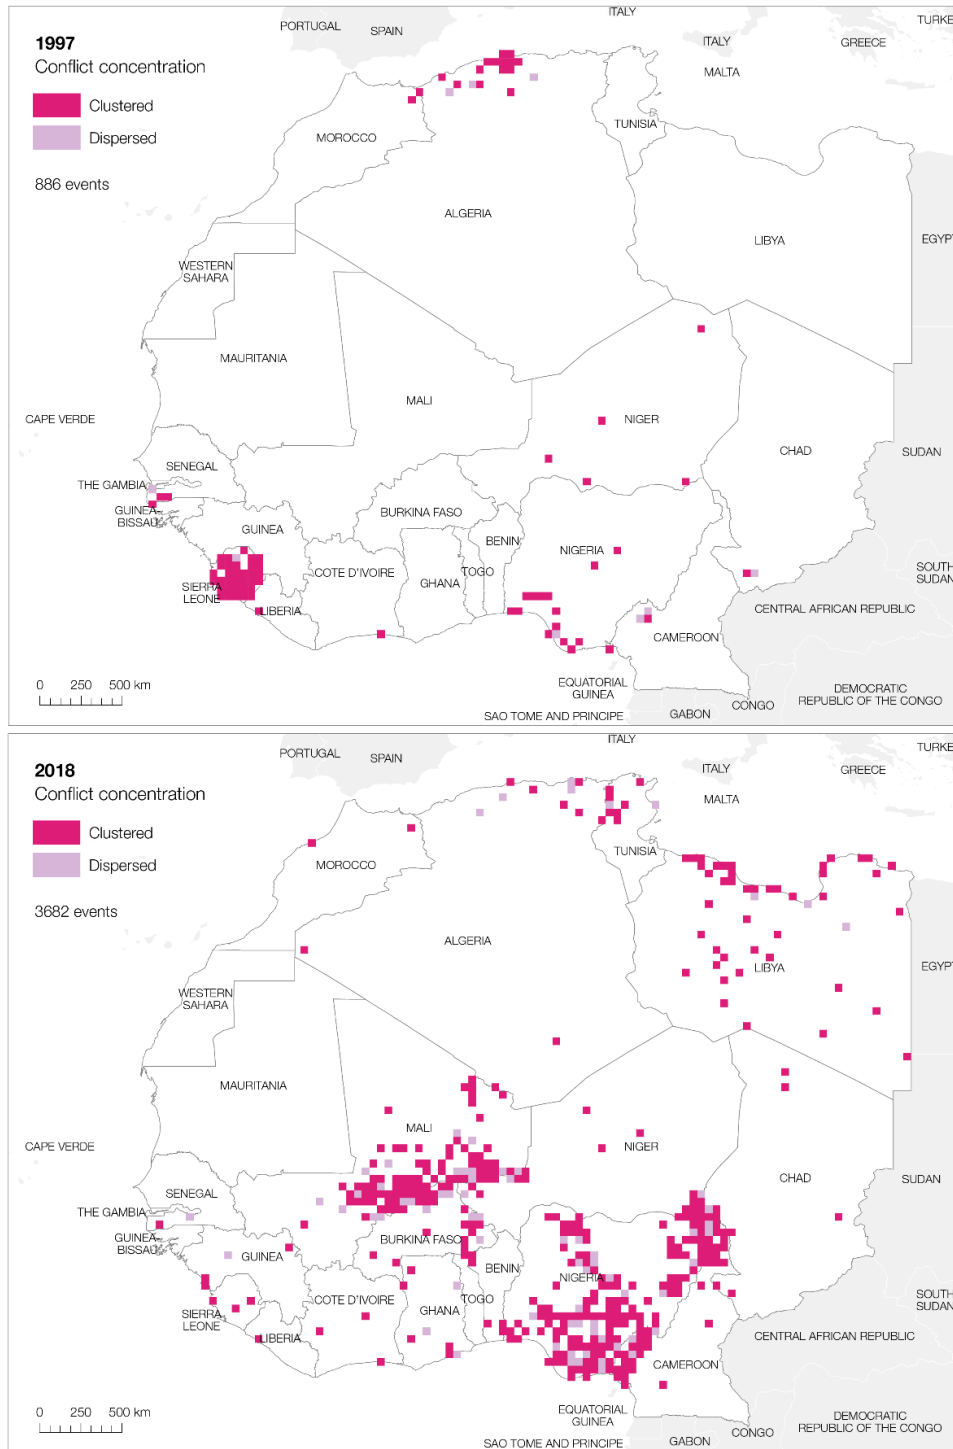 PORTUGAL
SPAIN
ITALY
TURKE
1997
Conflict concentration
ITALY
GREECE
MALTA
Clustered
Dispersed
TUNISIA
MOROCCO
886 events
ALGERIA
LIBYA
EGYPT
WESTERN
SAHARA
MAURITANIA
MALI
CAPE VERDE
NIGER
CHAD
SUDAN
SENEGAL
THE GAMBIA
GUINEA-
BISSAU
BURKINA FASO
GUINEA
BENIN
NIGERIA
SIERRA
LEONE
COTE D'IVOIRE
GHANA
TOGO
SOUTH
SUDAN
LIBERIA
CENTRAL AFRICAN REPUBLIC
CAMEROON
EQUATORIAL
GUINEA
0 250 500 km
DEMOCRATIC
REPUBLIC OF THE CONGO
SAO TOME AND PRINCIPE
GABON
CONGO
PORTUGAL
SPAIN
ITALY
TURKE
2018
Conflict concentration
ITALY
GREECE
MALTA
Clustered
Dispersed
TUNISIA
MOROCCO
3682 events
ALGERIA
LIBYA
EGYPT
WESTERN
SAHARA
MAURITANIA
MALI
CAPE VERDE
NIGER
CHAD
SUDAN
SENEGAL
THE GAMBIA
GUINEA-
BISSAU
BURKINA FASO
GUINEA
BENIN
NIGERIA
SIERRA
LEONE
COTE D'IVOIRE
GHANA
TOGO
SOUTH
SUDAN
LIBERIA
CENTRAL AFRICAN REPUBLIC
CAMEROON
EQUATORIAL
GUINEA
0 250 500 km
DEMOCRATIC
REPUBLIC OF THE CONGO
SAO TOME AND PRINCIPE
GABON
CONGO